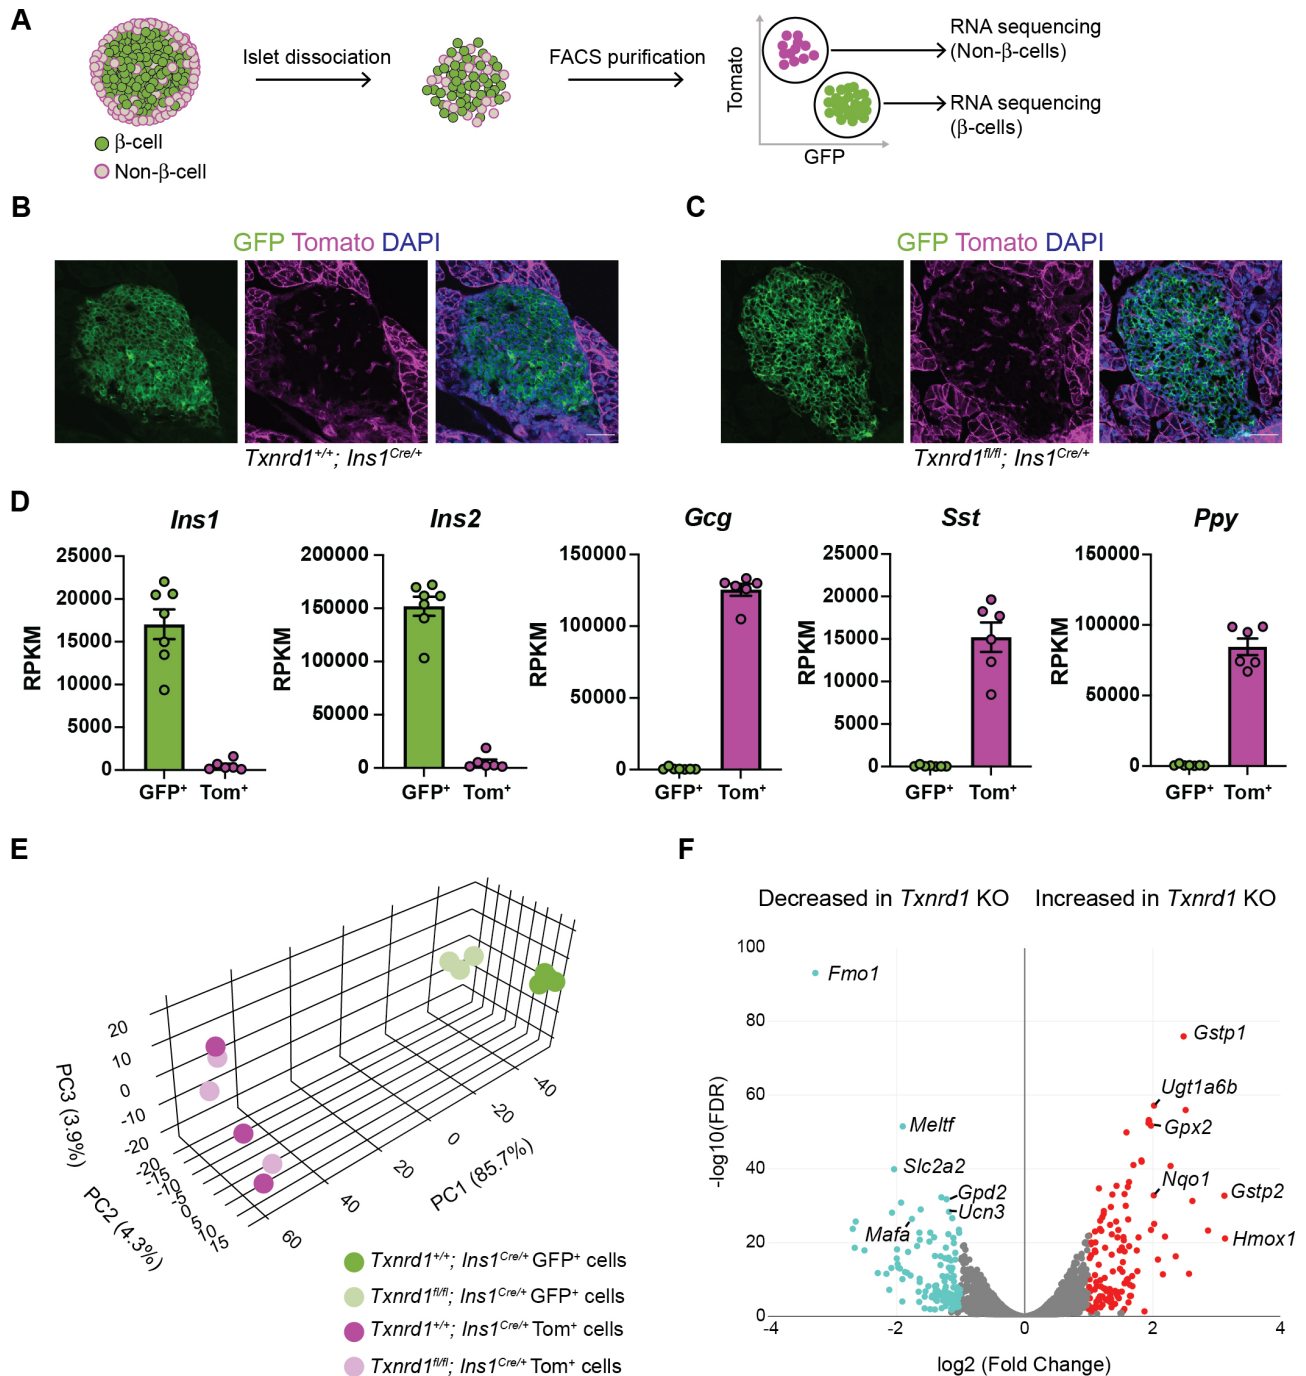 A
Islet dissociation
FACS purification
Tomato
GFP
RNA sequencing
(Non-β-cells)
RNA sequencing
(β-cells)
β-cell
Non-β-cell
B
GFP Tomato DAPI
Txnrd1+/+; Ins1Cre/+
C
GFP Tomato DAPI
Txnrd1fl/fl; Ins1Cre/+
D
Ins1
RPKM
25000
20000
15000
10000
5000
0
GFP+ Tom+
Ins2
RPKM
200000
150000
100000
50000
0
GFP+ Tom+
Gcg
RPKM
150000
100000
50000
0
GFP+ Tom+
Sst
RPKM
25000
20000
15000
10000
5000
0
GFP+ Tom+
Ppy
RPKM
150000
100000
50000
0
GFP+ Tom+
E
PC3 (3.9%)
20
10
0
-10
-20
PC2 (4.3%)
PC1 (85.7%)
-40
-20
0
20
40
60
Txnrd1+/+; Ins1Cre/+ GFP+ cells
Txnrd1fl/fl; Ins1Cre/+ GFP+ cells
Txnrd1+/+; Ins1Cre/+ Tom+ cells
Txnrd1fl/fl; Ins1Cre/+ Tom+ cells
F
Decreased in Txnrd1 KO
Increased in Txnrd1 KO
-log10(FDR)
100
80
60
40
20
0
Fmo1
Meltf
Slc2a2
Gpd2
Ucn3
Mafa
Gstp1
Ugt1a6b
Gpx2
Nqo1
Gstp2
Hmox1
-4
-2
0
2
4
log2 (Fold Change)